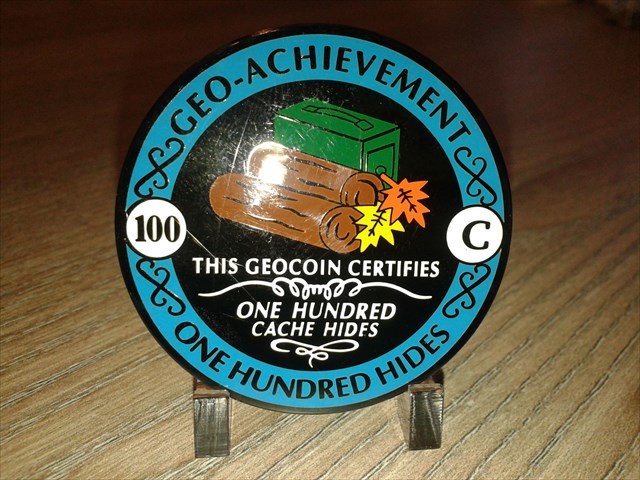 GEO-ACHIEVEMENT
100
C
THIS GEOCOIN CERTIFIES
ONE HUNDRED
CACHE HIDES
ONE HUNDRED HIDES